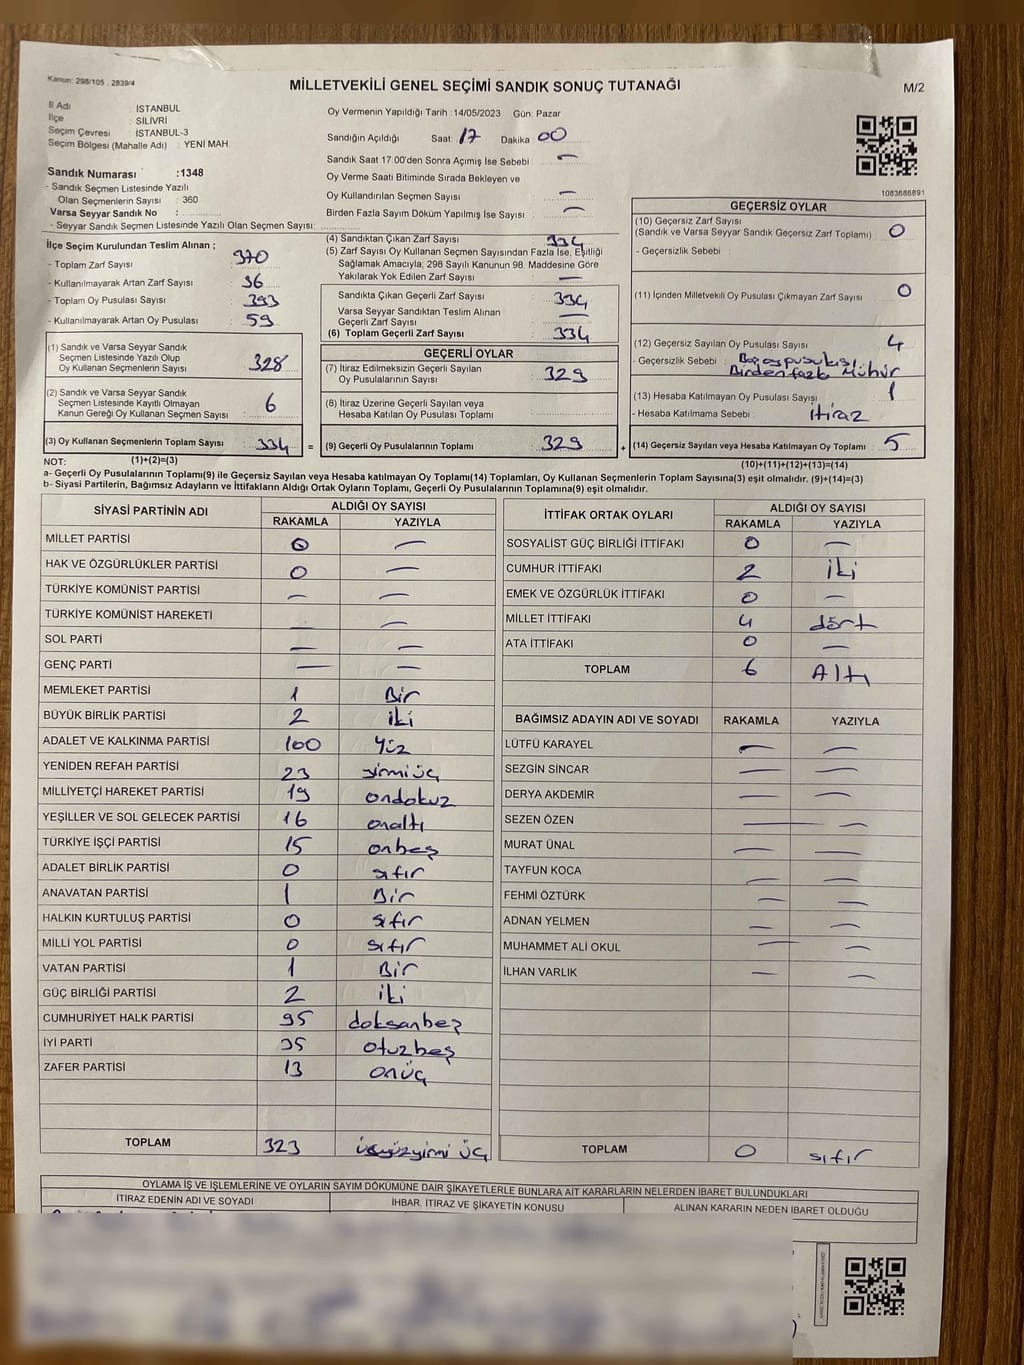 Kanun: 298/105 , 2839/4
MİLLETVEKİLİ GENEL SEÇİMİ SANDIK SONUÇ TUTANAĞI
M/2
İl Adı : İSTANBUL
İlçe : SİLİVRİ
Seçim Çevresi : İSTANBUL-3
Seçim Bölgesi (Mahalle Adı) : YENİ MAH
Sandık Numarası :1348
- Sandık Seçmen Listesinde Yazılı
Olan Seçmenlerin Sayısı : 360
Varsa Seyyar Sandık No :
- Seyyar Sandık Seçmen Listesinde Yazılı Olan Seçmen Sayısı:
Oy Vermenin Yapıldığı Tarih :14/05/2023 Gün: Pazar
Sandığın Açıldığı Saat: 17 Dakika 00
Sandık Saat 17.00'den Sonra Açılmış İse Sebebi : —
Oy Verme Saati Bitiminde Sırada Bekleyen ve
Oy Kullandırılan Seçmen Sayısı : —
Birden Fazla Sayım Döküm Yapılmış İse Sayısı : —
1083686891
İlçe Seçim Kurulundan Teslim Alınan ;
- Toplam Zarf Sayısı : 370
- Kullanılmayarak Artan Zarf Sayısı : 36
- Toplam Oy Pusulası Sayısı : 393
- Kullanılmayarak Artan Oy Pusulası : 59
(1) Sandık ve Varsa Seyyar Sandık
Seçmen Listesinde Yazılı Olup
Oy Kullanan Seçmenlerin Sayısı : 328
(2) Sandık ve Varsa Seyyar Sandık
Seçmen Listesinde Kayıtlı Olmayan
Kanun Gereği Oy Kullanan Seçmen Sayısı : 6
(3) Oy Kullanan Seçmenlerin Toplam Sayısı : 334 =
(4) Sandıktan Çıkan Zarf Sayısı : 334
(5) Zarf Sayısı Oy Kullanan Seçmen Sayısından Fazla İse, Eşitliği
Sağlamak Amacıyla, 298 Sayılı Kanunun 98. Maddesine Göre
Yakılarak Yok Edilen Zarf Sayısı : —
Sandıkta Çıkan Geçerli Zarf Sayısı : 334
Varsa Seyyar Sandıktan Teslim Alınan
Geçerli Zarf Sayısı : —
(6) Toplam Geçerli Zarf Sayısı : 334
GEÇERLİ OYLAR
(7) İtiraz Edilmeksizin Geçerli Sayılan
Oy Pusulalarının Sayısı : 329
(8) İtiraz Üzerine Geçerli Sayılan veya
Hesaba Katılan Oy Pusulası Toplamı :
(9) Geçerli Oy Pusulalarının Toplamı : 329 +
GEÇERSİZ OYLAR
(10) Geçersiz Zarf Sayısı :
(Sandık ve Varsa Seyyar Sandık Geçersiz Zarf Toplamı) 0
- Geçersizlik Sebebi :
(11) İçinden Milletvekili Oy Pusulası Çıkmayan Zarf Sayısı : 0
(12) Geçersiz Sayılan Oy Pusulası Sayısı : 4
- Geçersizlik Sebebi : Boş oy pusulası
Birden fazla Mühür
(13) Hesaba Katılmayan Oy Pusulası Sayısı : 1
- Hesaba Katılmama Sebebi : itiraz
(14) Geçersiz Sayılan veya Hesaba Katılmayan Oy Toplamı : 5
NOT: (1)+(2)=(3)
(10)+(11)+(12)+(13)=(14)
a- Geçerli Oy Pusulalarının Toplamı(9) ile Geçersiz Sayılan veya Hesaba katılmayan Oy Toplamı(14) Toplamları, Oy Kullanan Seçmenlerin Toplam Sayısına(3) eşit olmalıdır. (9)+(14)=(3)
b- Siyasi Partilerin, Bağımsız Adayların ve İttifakların Aldığı Ortak Oyların Toplamı, Geçerli Oy Pusulalarının Toplamına(9) eşit olmalıdır.
SİYASİ PARTİNİN ADI ALDIĞI OY SAYISI
RAKAMLA YAZIYLA
MİLLET PARTİSİ 0 —
HAK VE ÖZGÜRLÜKLER PARTİSİ 0 —
TÜRKİYE KOMÜNİST PARTİSİ — —
TÜRKİYE KOMÜNİST HAREKETİ — —
SOL PARTİ — —
GENÇ PARTİ — —
MEMLEKET PARTİSİ 1 Bir
BÜYÜK BİRLİK PARTİSİ 2 iki
ADALET VE KALKINMA PARTİSİ 100 Yüz
YENİDEN REFAH PARTİSİ 23 yirmiüç
MİLLİYETÇİ HAREKET PARTİSİ 19 ondokuz
YEŞİLLER VE SOL GELECEK PARTİSİ 16 onaltı
TÜRKİYE İŞÇİ PARTİSİ 15 onbeş
ADALET BİRLİK PARTİSİ 0 sıfır
ANAVATAN PARTİSİ 1 Bir
HALKIN KURTULUŞ PARTİSİ 0 sıfır
MİLLİ YOL PARTİSİ 0 sıfır
VATAN PARTİSİ 1 Bir
GÜÇ BİRLİĞİ PARTİSİ 2 iki
CUMHURİYET HALK PARTİSİ 95 doksanbeş
İYİ PARTİ 35 otuzbeş
ZAFER PARTİSİ 13 onüç
TOPLAM 323 üçyüzyirmi üç
İTTİFAK ORTAK OYLARI ALDIĞI OY SAYISI
RAKAMLA YAZIYLA
SOSYALİST GÜÇ BİRLİĞİ İTTİFAKI 0 —
CUMHUR İTTİFAKI 2 iki
EMEK VE ÖZGÜRLÜK İTTİFAKI 0 —
MİLLET İTTİFAKI 4 dört
ATA İTTİFAKI 0 —
TOPLAM 6 Altı
BAĞIMSIZ ADAYIN ADI VE SOYADI RAKAMLA YAZIYLA
LÜTFÜ KARAYEL — —
SEZGİN SİNCAR — —
DERYA AKDEMİR — —
SEZEN ÖZEN — —
MURAT ÜNAL — —
TAYFUN KOCA — —
FEHMİ ÖZTÜRK — —
ADNAN YELMEN — —
MUHAMMET ALİ OKUL — —
İLHAN VARLIK — —
TOPLAM 0 sıfır
OYLAMA İŞ VE İŞLEMLERİNE VE OYLARIN SAYIM DÖKÜMÜNE DAİR ŞİKAYETLERLE BUNLARA AİT KARARLARIN NELERDEN İBARET BULUNDUKLARI
İTİRAZ EDENİN ADI VE SOYADI İHBAR, İTİRAZ VE ŞİKAYETİN KONUSU ALINAN KARARIN NEDEN İBARET OLDUĞU